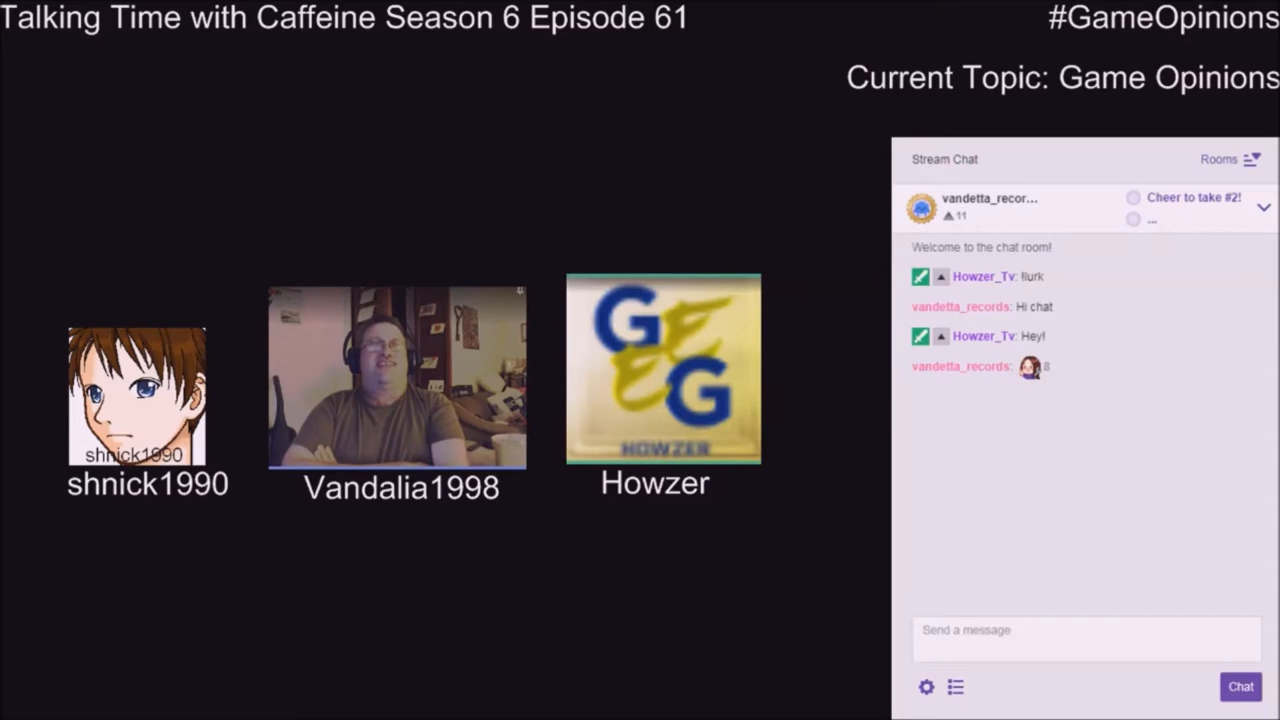 Talking Time with Caffeine Season 6 Episode 61
#GameOpinions
Current Topic: Game Opinions
Stream Chat
Rooms
vandetta_recor...
11
Cheer to take #2!
...
Welcome to the chat room!
Howzer_Tv: !lurk
vandetta_records: Hi chat
Howzer_Tv: Hey!
vandetta_records: 8
G E
E G
HOWZER
shnick1990
shnick1990
Vandalia1998
Howzer
Send a message
Chat